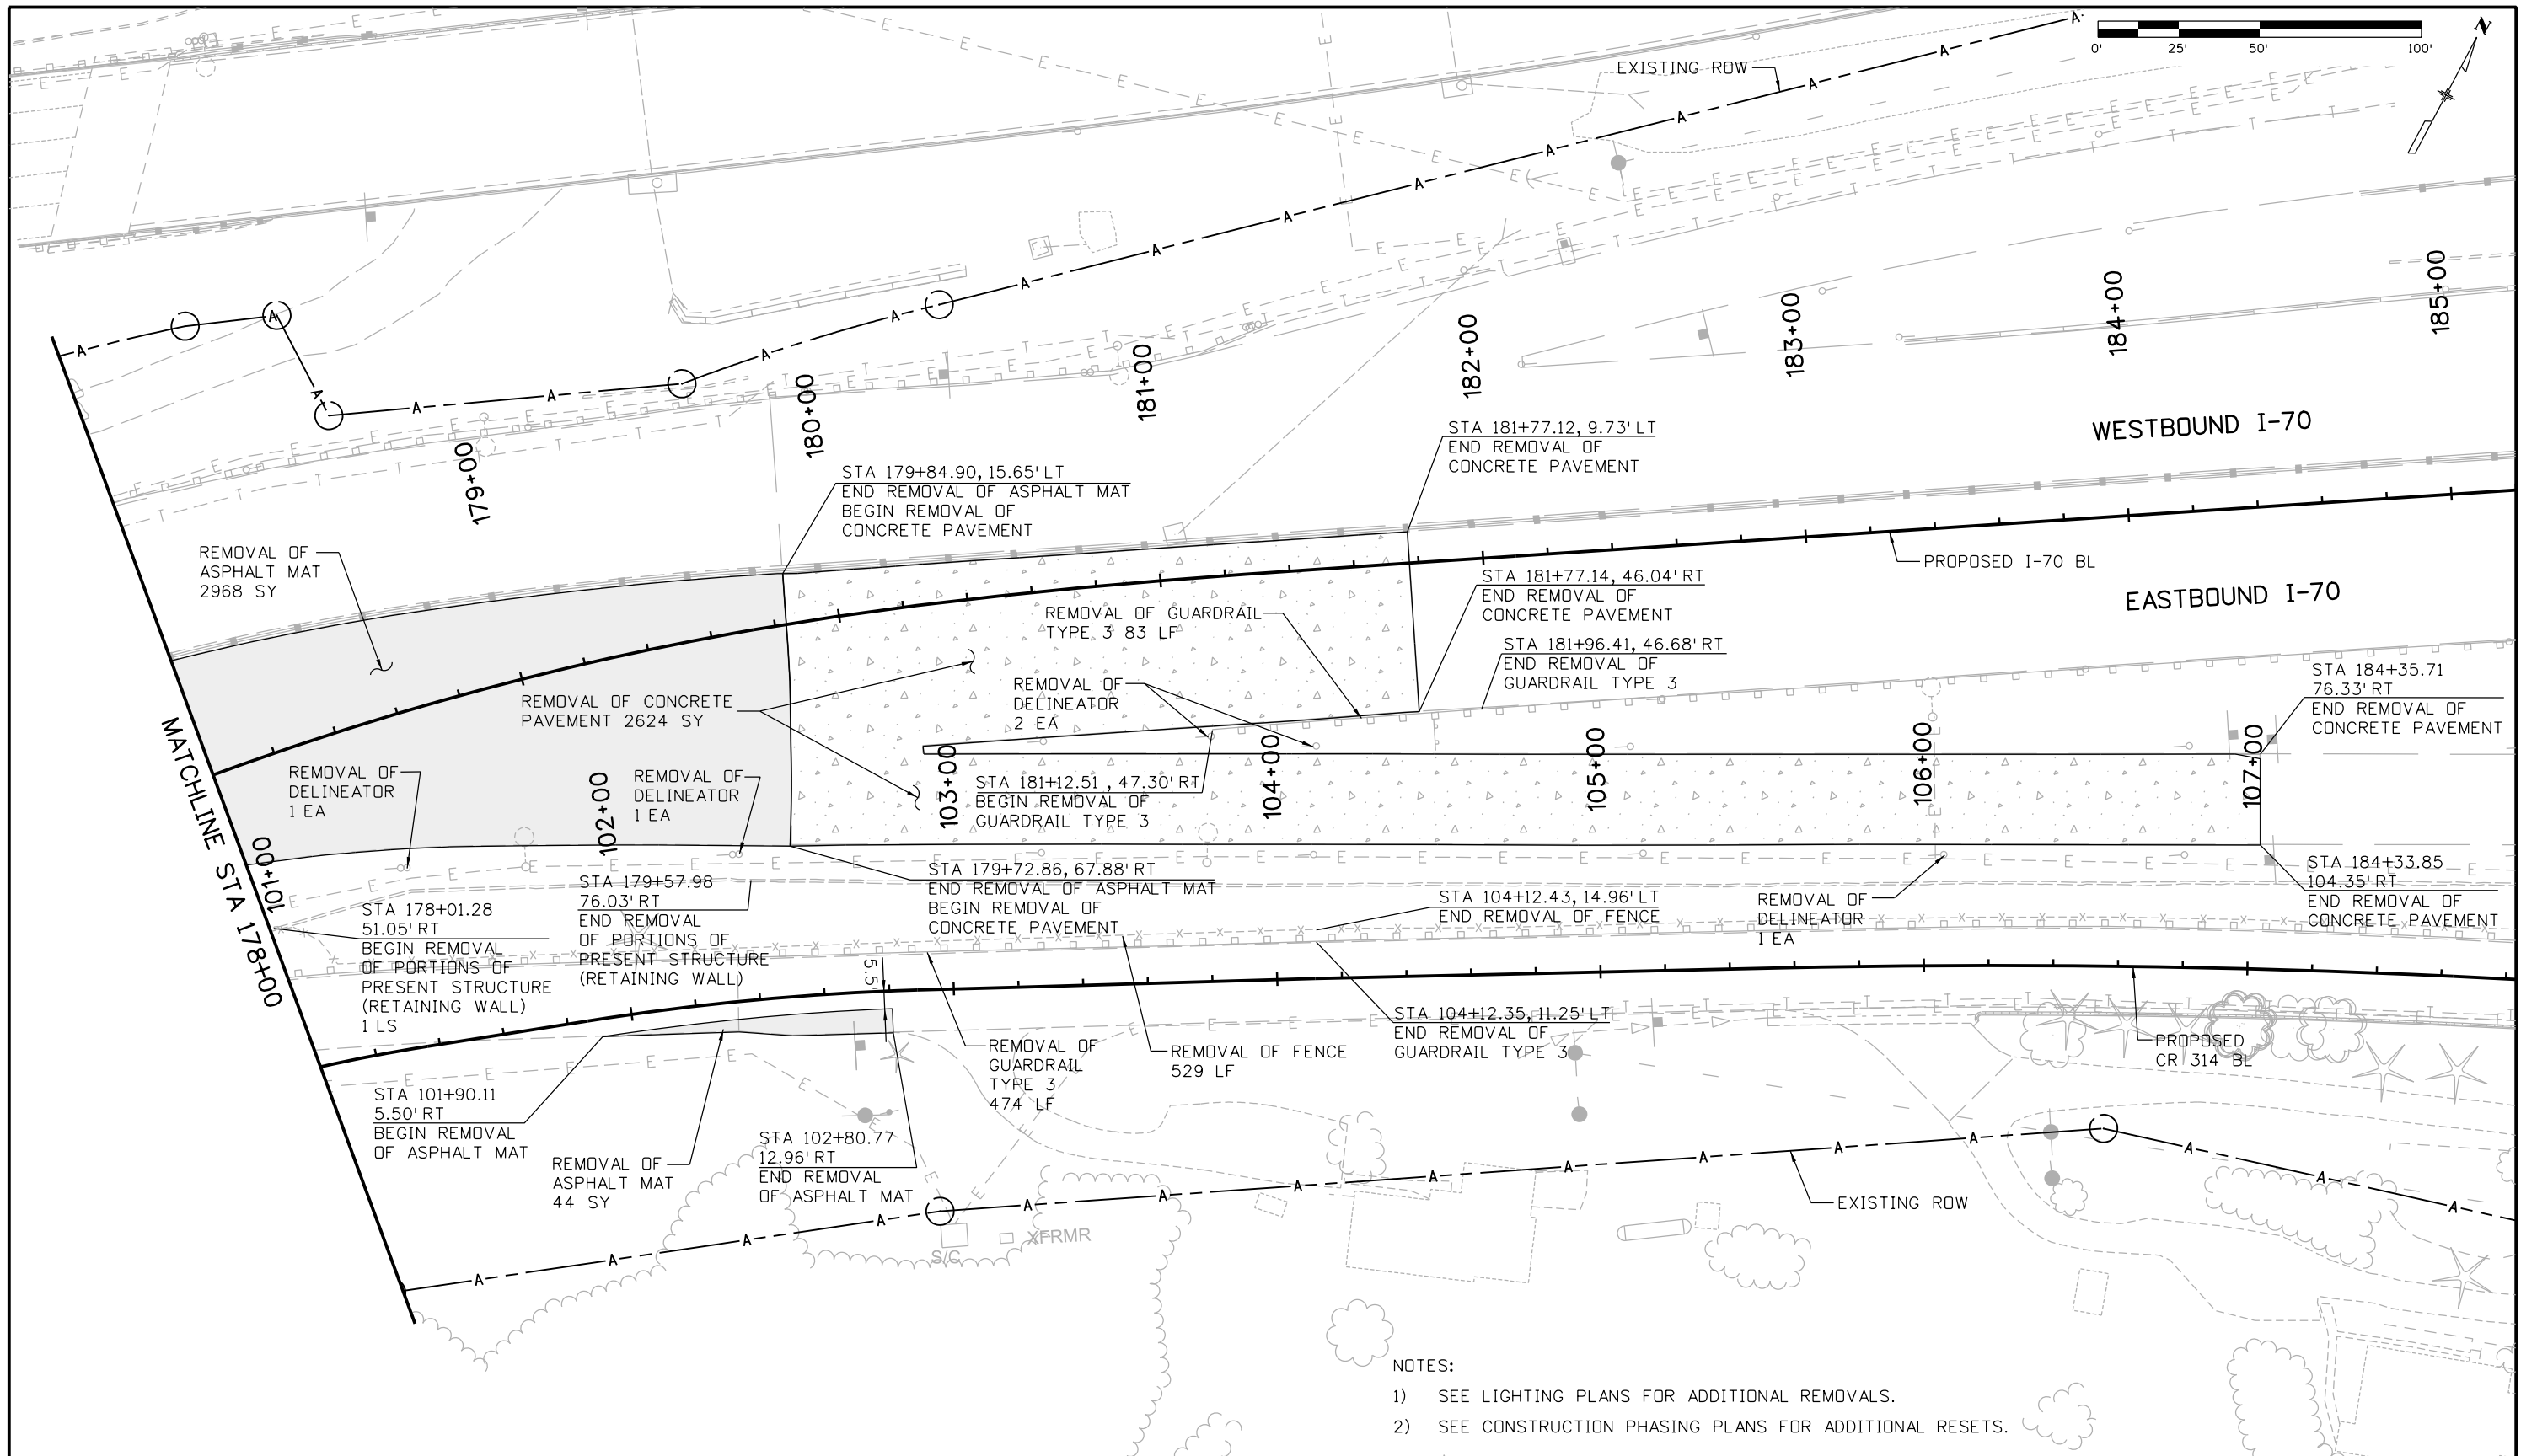 0' 25' 50' 100'
N
EXISTING ROW
185+00
184+00
183+00
182+00
181+00
180+00
179+00
WESTBOUND I-70
STA 181+77.12, 9.73' LT
END REMOVAL OF
CONCRETE PAVEMENT
STA 179+84.90, 15.65' LT
END REMOVAL OF ASPHALT MAT
BEGIN REMOVAL OF
CONCRETE PAVEMENT
REMOVAL OF
ASPHALT MAT
2968 SY
PROPOSED I-70 BL
EASTBOUND I-70
STA 181+77.14, 46.04' RT
END REMOVAL OF
CONCRETE PAVEMENT
REMOVAL OF GUARDRAIL
TYPE 3 83 LF
STA 181+96.41, 46.68' RT
END REMOVAL OF
GUARDRAIL TYPE 3
STA 184+35.71
76.33' RT
END REMOVAL OF
CONCRETE PAVEMENT
REMOVAL OF CONCRETE
PAVEMENT 2624 SY
REMOVAL OF
DELINEATOR
2 EA
MATCHLINE STA 178+00
REMOVAL OF
DELINEATOR
1 EA
REMOVAL OF
DELINEATOR
1 EA
STA 181+12.51 , 47.30' RT
BEGIN REMOVAL OF
GUARDRAIL TYPE 3
101+00
102+00
103+00
104+00
105+00
106+00
107+00
STA 178+01.28
51.05' RT
BEGIN REMOVAL
OF PORTIONS OF
PRESENT STRUCTURE
(RETAINING WALL)
1 LS
STA 179+57.98
76.03' RT
END REMOVAL
OF PORTIONS OF
PRESENT STRUCTURE
(RETAINING WALL)
STA 179+72.86, 67.88' RT
END REMOVAL OF ASPHALT MAT
BEGIN REMOVAL OF
CONCRETE PAVEMENT
STA 104+12.43, 14.96' LT
END REMOVAL OF FENCE
REMOVAL OF
DELINEATOR
1 EA
STA 184+33.85
104.35' RT
END REMOVAL OF
CONCRETE PAVEMENT
5.5'
STA 101+90.11
5.50' RT
BEGIN REMOVAL
OF ASPHALT MAT
REMOVAL OF
ASPHALT MAT
44 SY
STA 102+80.77
12.96' RT
END REMOVAL
OF ASPHALT MAT
REMOVAL OF
GUARDRAIL
TYPE 3
474 LF
REMOVAL OF FENCE
529 LF
STA 104+12.35, 11.25' LT
END REMOVAL OF
GUARDRAIL TYPE 3
PROPOSED
CR 314 BL
EXISTING ROW
S/C
XFRMR
NOTES:
1) SEE LIGHTING PLANS FOR ADDITIONAL REMOVALS.
2) SEE CONSTRUCTION PHASING PLANS FOR ADDITIONAL RESETS.